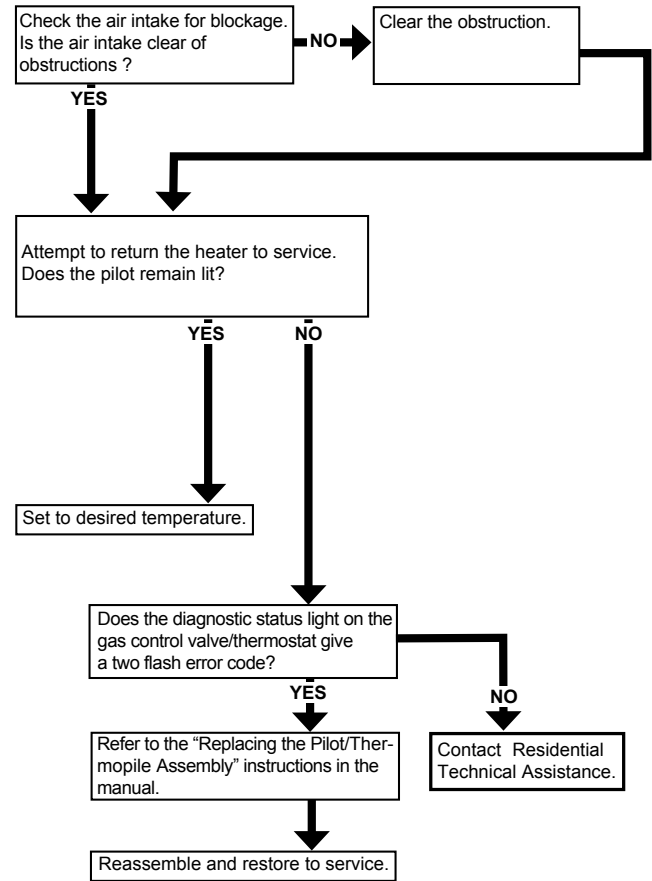 Check the air intake for blockage.
Is the air intake clear of
obstructions ?
NO
Clear the obstruction.
YES
Attempt to return the heater to service.
Does the pilot remain lit?
YES
NO
Set to desired temperature.
Does the diagnostic status light on the
gas control valve/thermostat give
a two flash error code?
YES
NO
Refer to the “Replacing the Pilot/Ther-
mopile Assembly” instructions in the
manual.
Contact Residential
Technical Assistance.
Reassemble and restore to service.